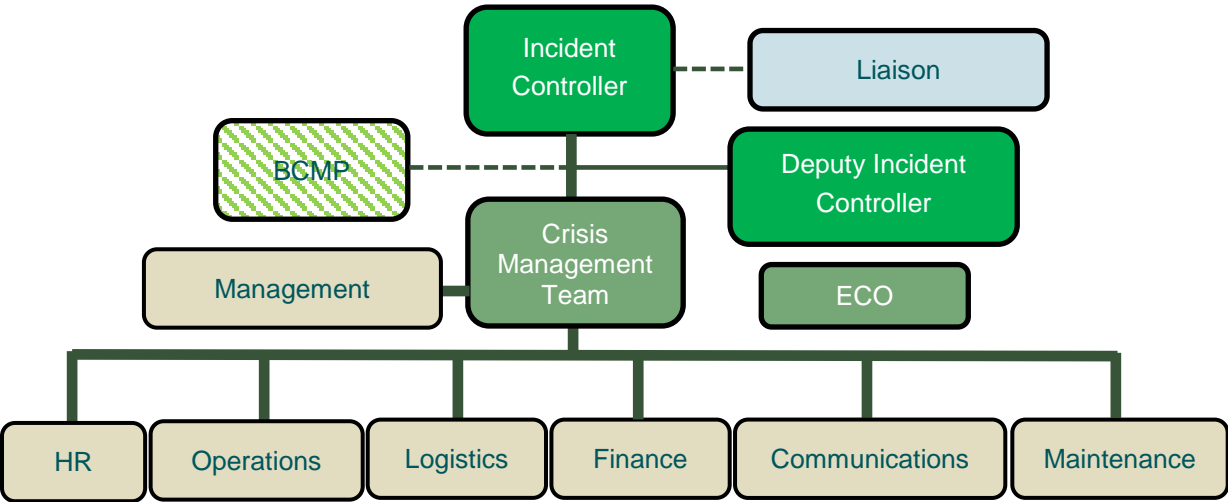 Incident
Controller
Liaison
BCMP
Deputy Incident
Controller
Crisis
Management
Team
Management
ECO
HR
Operations
Logistics
Finance
Communications
Maintenance